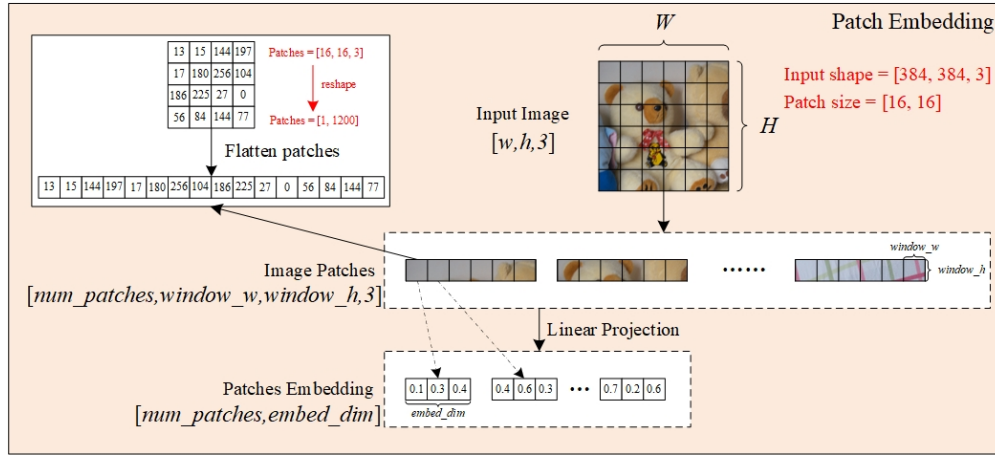 Patch Embedding
W
13 15 144 197
17 180 256 104
186 225 27 0
56 84 144 77
Patches = [16, 16, 3]
reshape
Patches = [1, 1200]
Flatten patches
13 15 144 197 17 180 256 104 186 225 27 0 56 84 144 77
Input Image
[w,h,3]
H
Input shape = [384, 384, 3]
Patch size = [16, 16]
Image Patches
[num_patches,window_w,window_h,3]
......
window_w
window_h
Linear Projection
Patches Embedding
[num_patches,embed_dim]
0.1 0.3 0.4
0.4 0.6 0.3
...
0.7 0.2 0.6
embed_dim